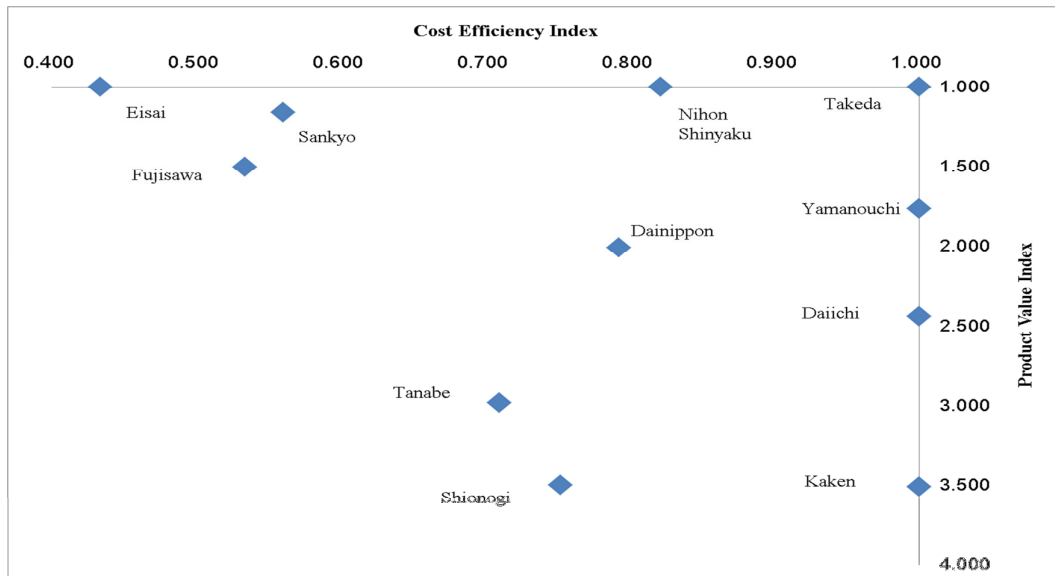 Cost Efficiency Index
0.400 0.500 0.600 0.700 0.800 0.900 1.000
1.000
Eisai
Sankyo
Nihon
Shinyaku
Takeda
Fujisawa
1.500
Yamanouchi
Dainippon
2.000
Daiichi
2.500
Product Value Index
Tanabe
3.000
Shionogi
Kaken
3.500
4.000